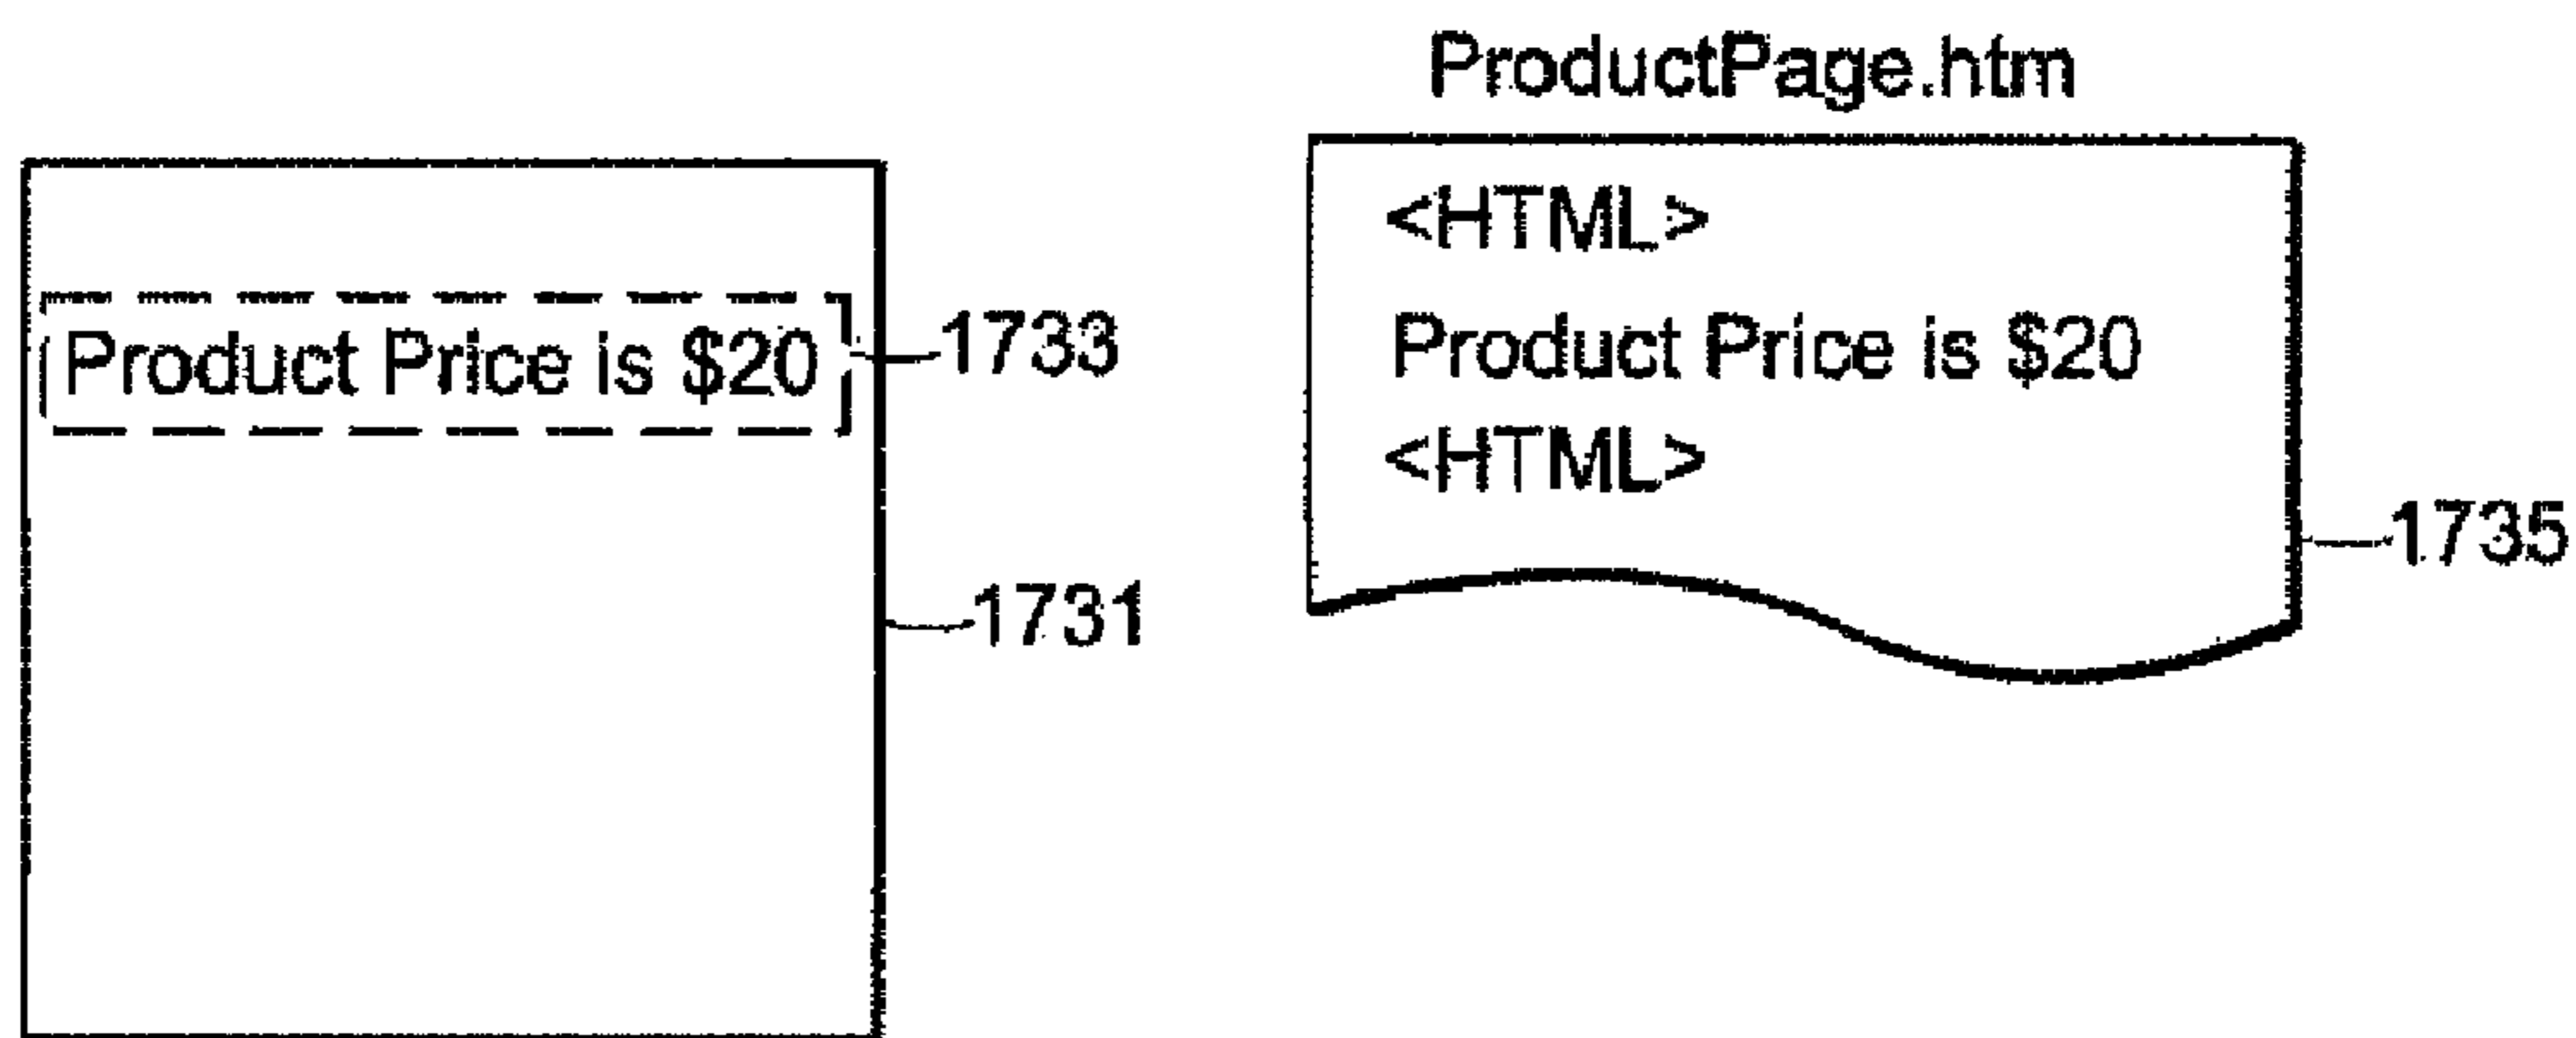 ProductPage.htm
<HTML>
Product Price is $20
1733
Product Price is $20
<HTML>
1735
1731